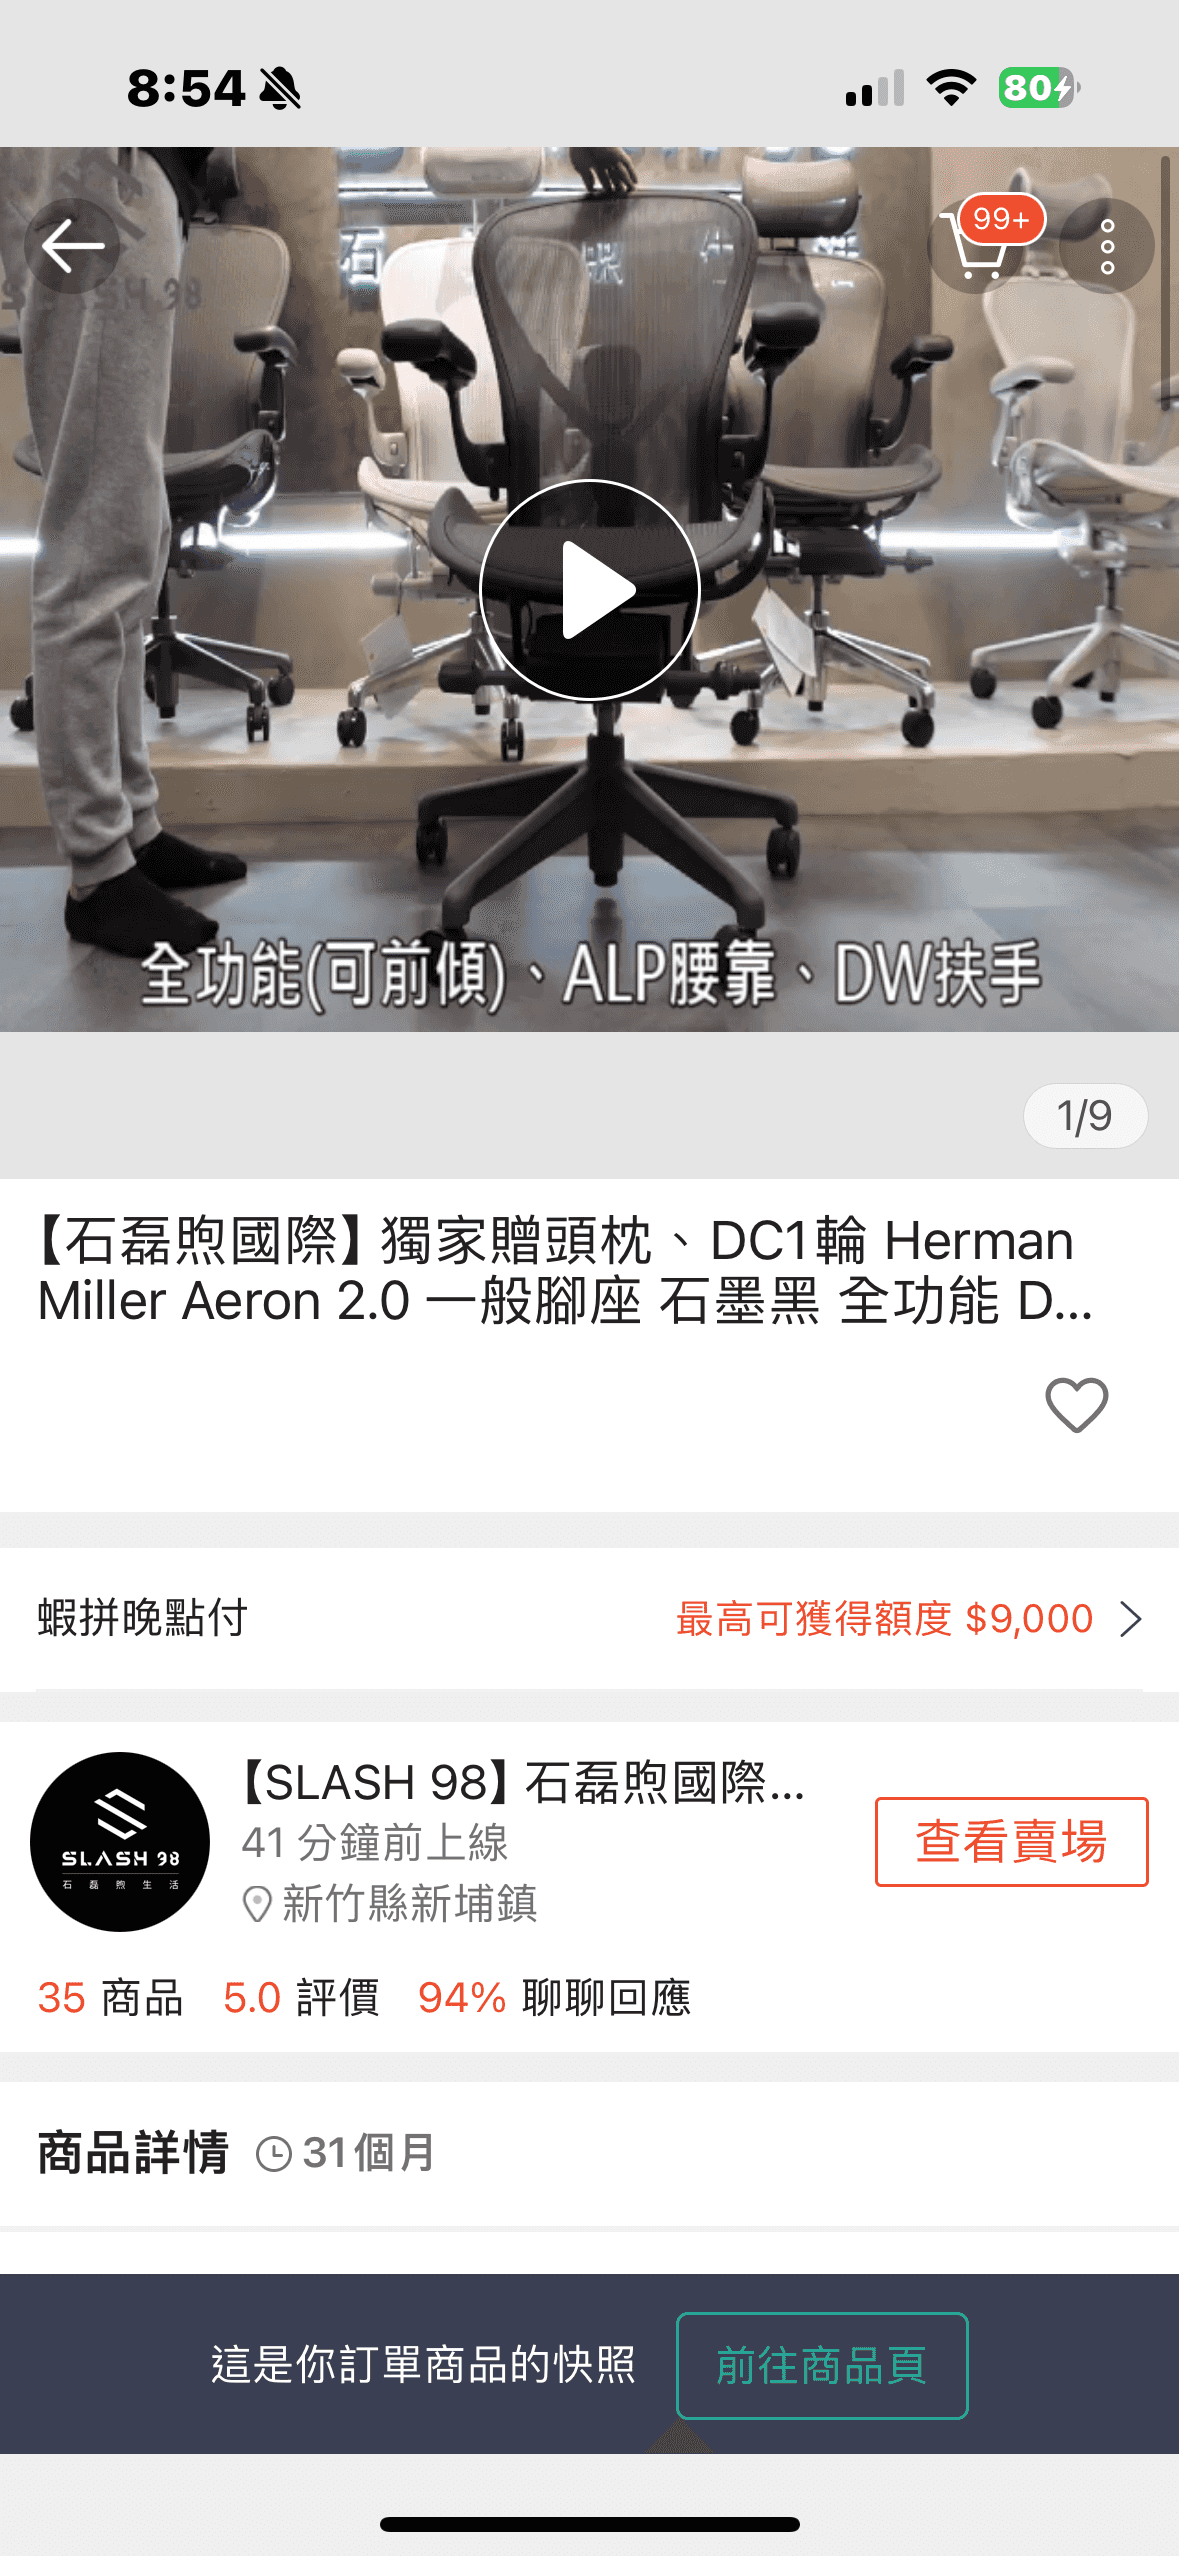 8:54
80
99+
全功能(可前傾)、ALP腰靠、DW扶手
1/9
【石磊煦國際】獨家贈頭枕、DC1輪 Herman
Miller Aeron 2.0 一般腳座 石墨黑 全功能 D...
蝦拼晚點付
最高可獲得額度 $9,000
【SLASH 98】石磊煦國際...
41 分鐘前上線
新竹縣新埔鎮
查看賣場
SLASH 98
石磊煦生活
35 商品 5.0 評價 94% 聊聊回應
商品詳情 31個月
這是你訂單商品的快照
前往商品頁